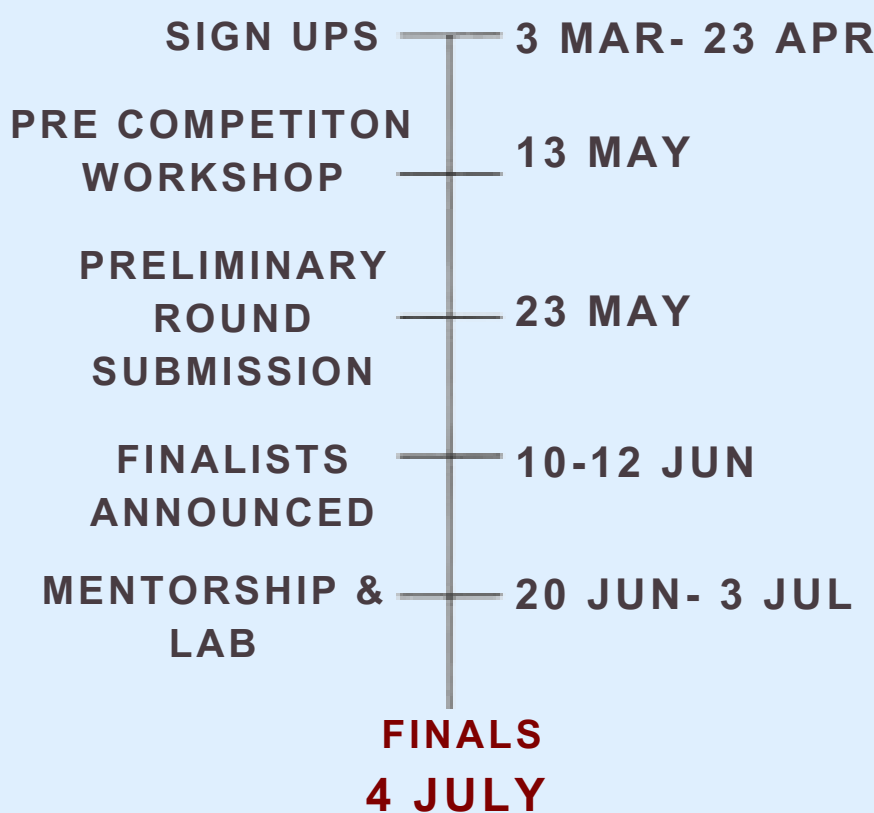 SIGN UPS
3 MAR- 23 APR
PRE COMPETITON
WORKSHOP
13 MAY
PRELIMINARY
ROUND
SUBMISSION
23 MAY
FINALISTS
ANNOUNCED
10-12 JUN
MENTORSHIP &
LAB
20 JUN- 3 JUL
FINALS
4 JULY